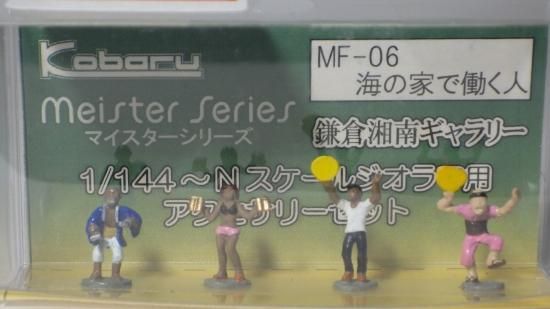 Kobaru
MF-06
海の家で働く人
Meister Series
マイスターシリーズ
鎌倉湘南ギャラリー
1/144～Nスケールジオラマ用
アクセサリーセット